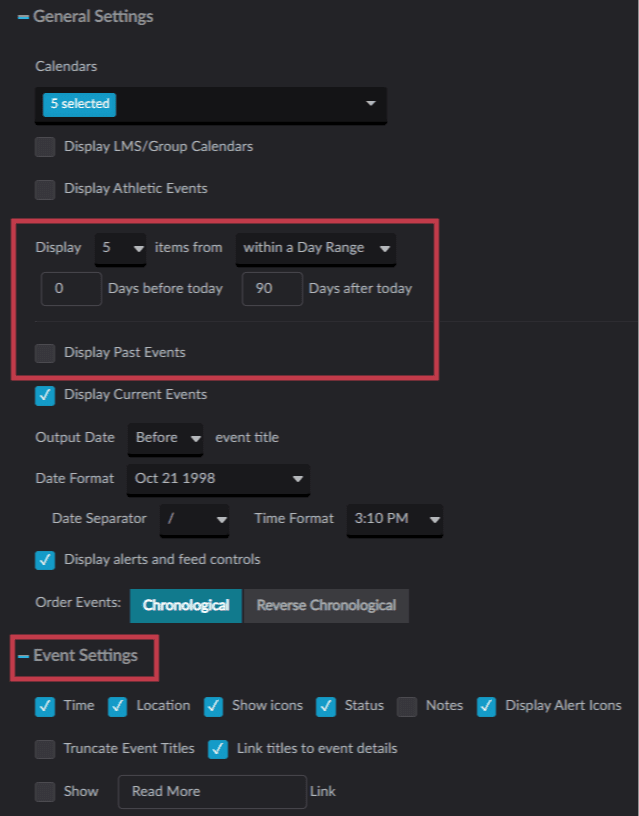 General Settings
Calendars
5 selected
Display LMS/Group Calendars
Display Athletic Events
Display 5 items from within a Day Range
0 Days before today 90 Days after today
Display Past Events
Display Current Events
Output Date Before event title
Date Format Oct 21 1998
Date Separator / Time Format 3:10 PM
Display alerts and feed controls
Order Events: Chronological Reverse Chronological
Event Settings
Time Location Show icons Status Notes Display Alert Icons
Truncate Event Titles Link titles to event details
Show Read More Link